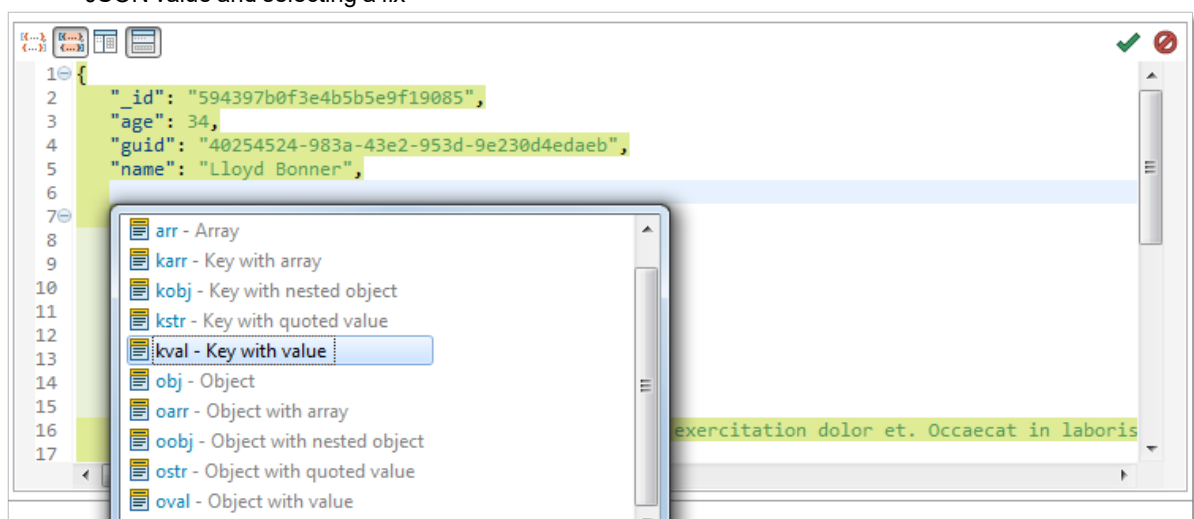 JSON value and selecting a fix
1 {
2 "_id": "594397b0f3e4b5b5e9f19085",
3 "age": 34,
4 "guid": "40254524-983a-43e2-953d-9e230d4edaeb",
5 "name": "Lloyd Bonner",
6
7
8
9
10
11
12
13
14
15
16 exercitation dolor et. Occaecat in laboris
17
arr - Array
karr - Key with array
kobj - Key with nested object
kstr - Key with quoted value
kval - Key with value
obj - Object
oarr - Object with array
oobj - Object with nested object
ostr - Object with quoted value
oval - Object with value